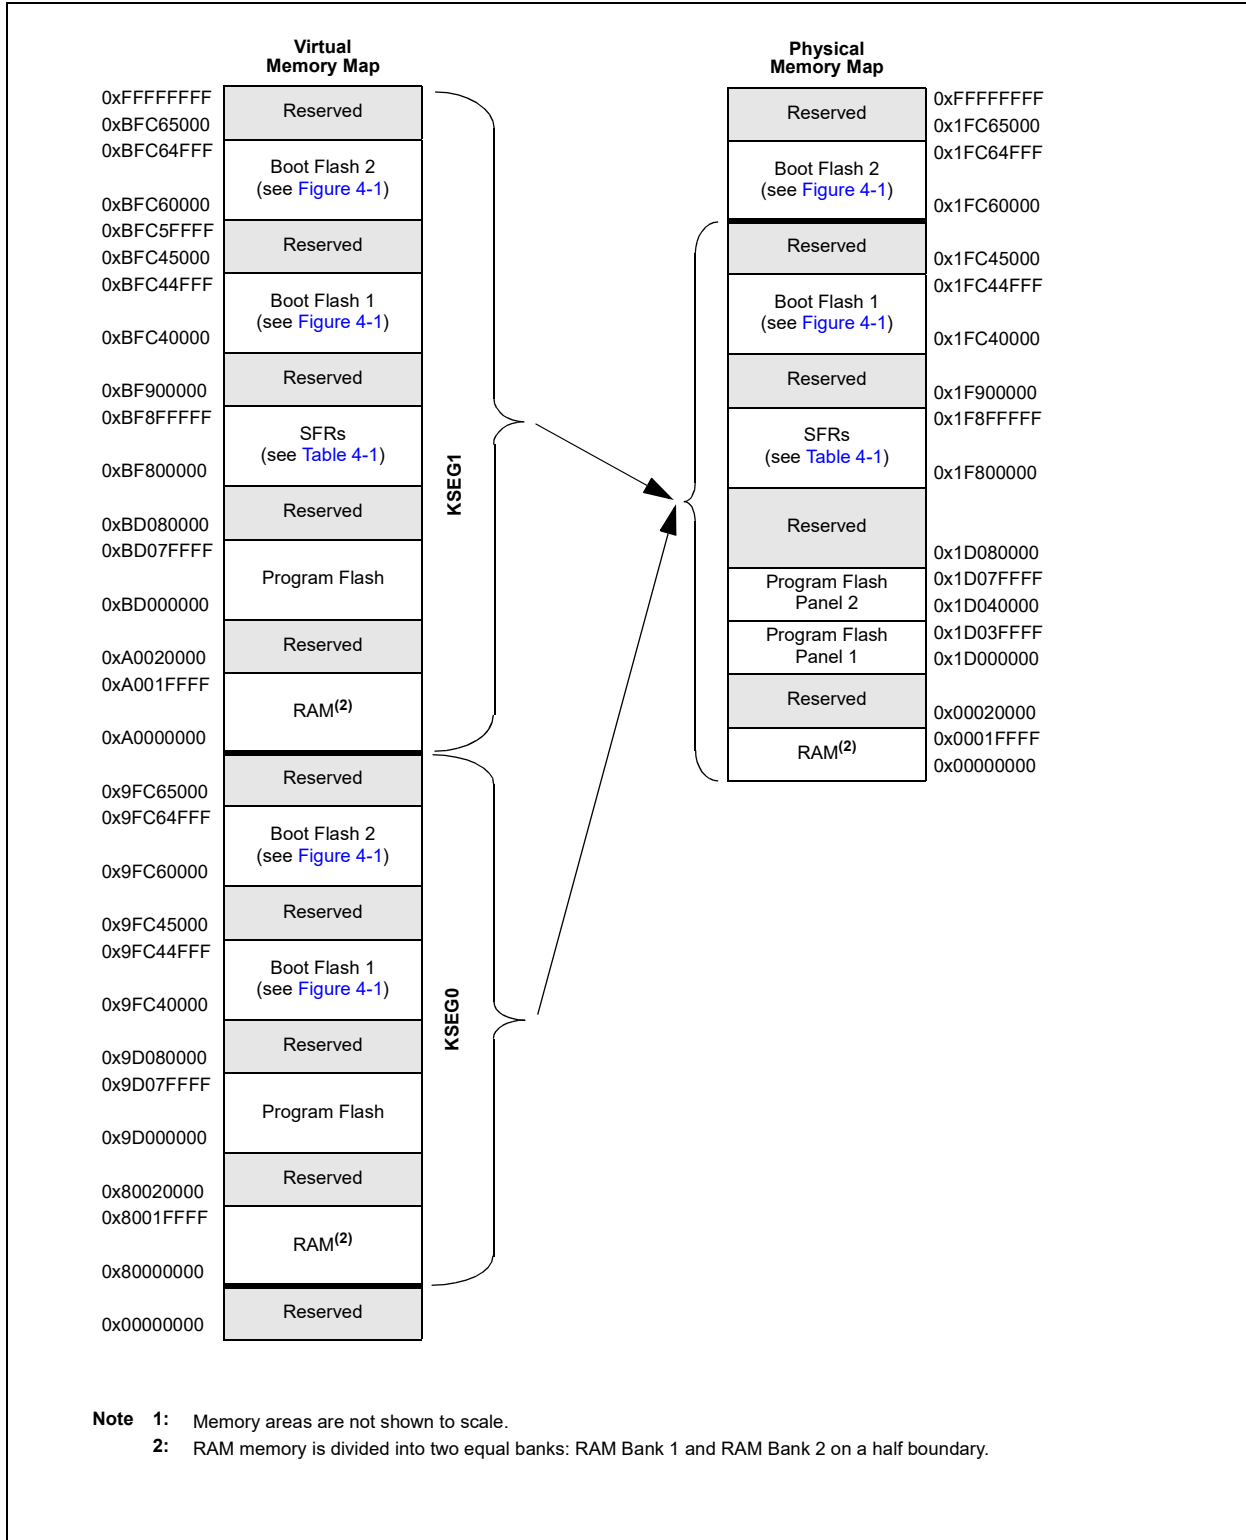 Virtual
Memory Map
0xFFFFFFFF
Reserved
0xBFC65000
0xBFC64FFF
Boot Flash 2
(see Figure 4-1)
0xBFC60000
0xBFC5FFFF
Reserved
0xBFC45000
0xBFC44FFF
Boot Flash 1
(see Figure 4-1)
0xBFC40000
Reserved
0xBF900000
0xBF8FFFFF
SFRs
(see Table 4-1)
0xBF800000
Reserved
0xBD080000
0xBD07FFFF
Program Flash
0xBD000000
Reserved
0xA0020000
0xA001FFFF
RAM(2)
0xA0000000
KSEG1
Reserved
0x9FC65000
0x9FC64FFF
Boot Flash 2
(see Figure 4-1)
0x9FC60000
Reserved
0x9FC45000
0x9FC44FFF
Boot Flash 1
(see Figure 4-1)
0x9FC40000
Reserved
0x9D080000
0x9D07FFFF
Program Flash
0x9D000000
Reserved
0x80020000
0x8001FFFF
RAM(2)
0x80000000
KSEG0
Reserved
0x00000000
Physical
Memory Map
0xFFFFFFFF
Reserved
0x1FC65000
0x1FC64FFF
Boot Flash 2
(see Figure 4-1)
0x1FC60000
Reserved
0x1FC45000
0x1FC44FFF
Boot Flash 1
(see Figure 4-1)
0x1FC40000
Reserved
0x1F900000
0x1F8FFFFF
SFRs
(see Table 4-1)
0x1F800000
Reserved
0x1D080000
0x1D07FFFF
Program Flash
Panel 2
0x1D040000
0x1D03FFFF
Program Flash
Panel 1
0x1D000000
Reserved
0x00020000
0x0001FFFF
RAM(2)
0x00000000
Note 1: Memory areas are not shown to scale.
2: RAM memory is divided into two equal banks: RAM Bank 1 and RAM Bank 2 on a half boundary.